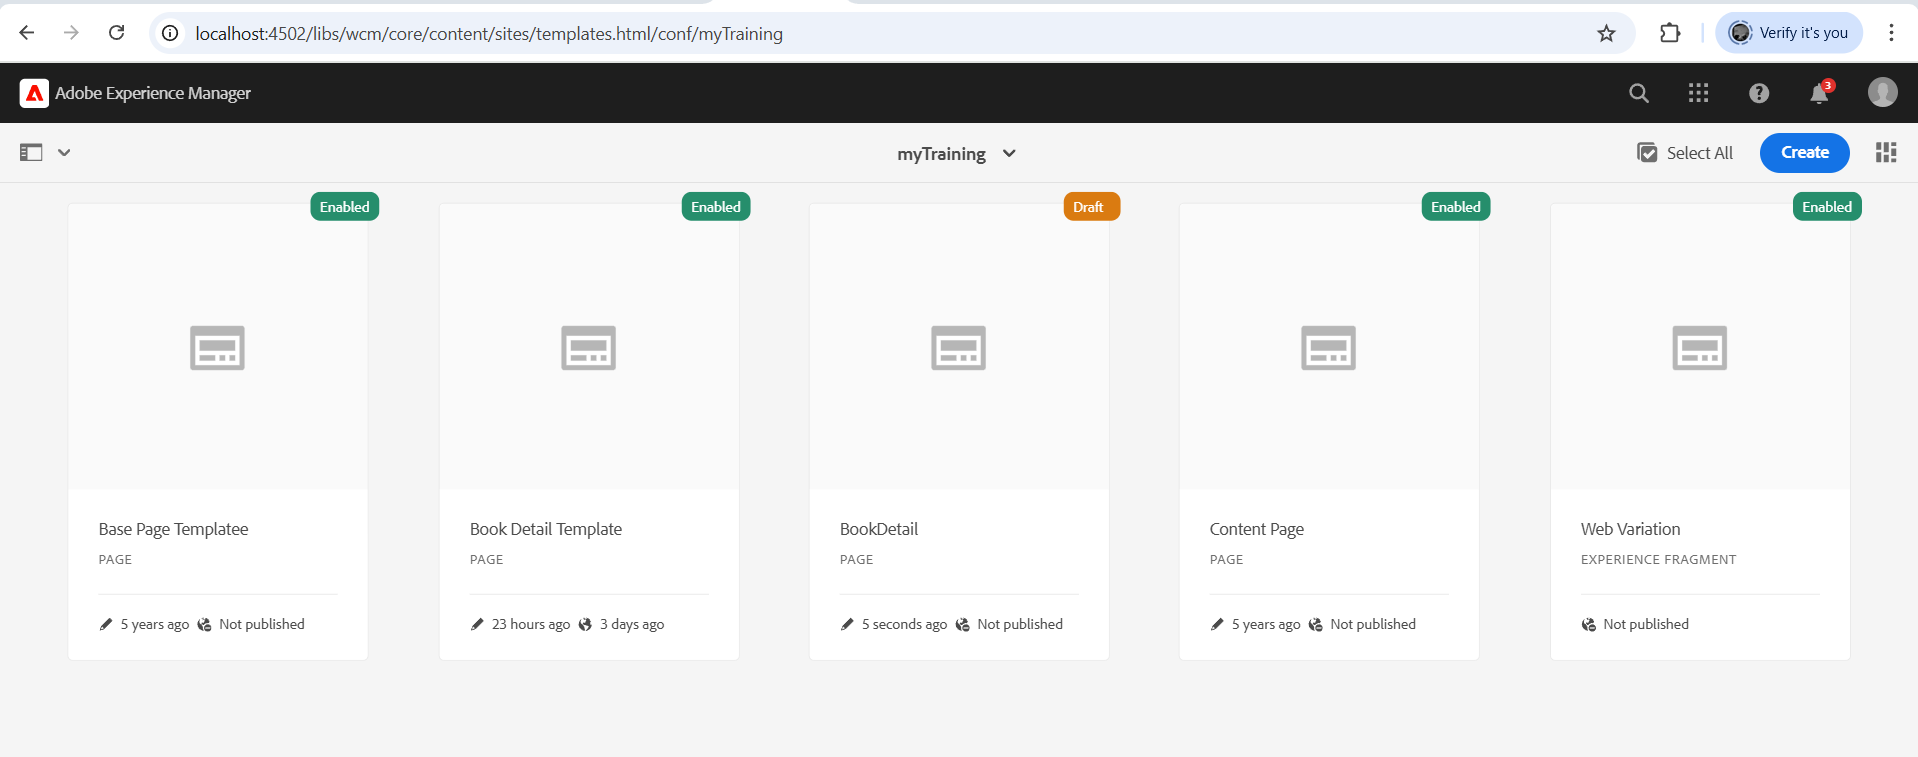 localhost:4502/libs/wcm/core/content/sites/templates.html/conf/myTraining
Verify it's you
Adobe Experience Manager
3
myTraining
Select All
Create
Enabled
Enabled
Draft
Enabled
Enabled
Base Page Templatee
PAGE
5 years ago Not published
Book Detail Template
PAGE
23 hours ago 3 days ago
BookDetail
PAGE
5 seconds ago Not published
Content Page
PAGE
5 years ago Not published
Web Variation
EXPERIENCE FRAGMENT
Not published